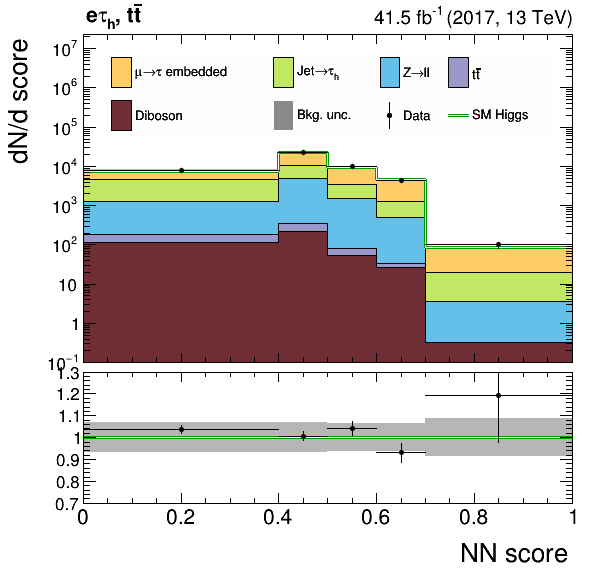 eτh, tt̄ 41.5 fb⁻¹ (2017, 13 TeV)
dN/d score
10⁷
10⁶
10⁵
10⁴
10³
10²
10
1
10⁻¹
μ→τ embedded Jet→τh Z→ll tt̄
Diboson Bkg. unc. Data SM Higgs
1.3
1.2
1.1
1
0.9
0.8
0.7
0 0.2 0.4 0.6 0.8 1
NN score